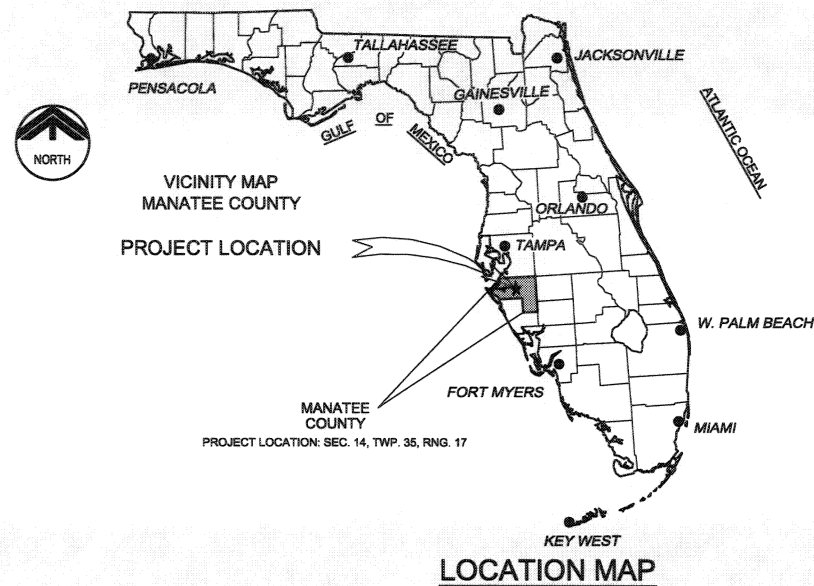 TALLAHASSEE
JACKSONVILLE
PENSACOLA
GAINESVILLE
ATLANTIC OCEAN
GULF OF MEXICO
NORTH
VICINITY MAP
MANATEE COUNTY
ORLANDO
PROJECT LOCATION
TAMPA
W. PALM BEACH
FORT MYERS
MANATEE
COUNTY
PROJECT LOCATION: SEC. 14, TWP. 35, RNG. 17
MIAMI
KEY WEST
LOCATION MAP